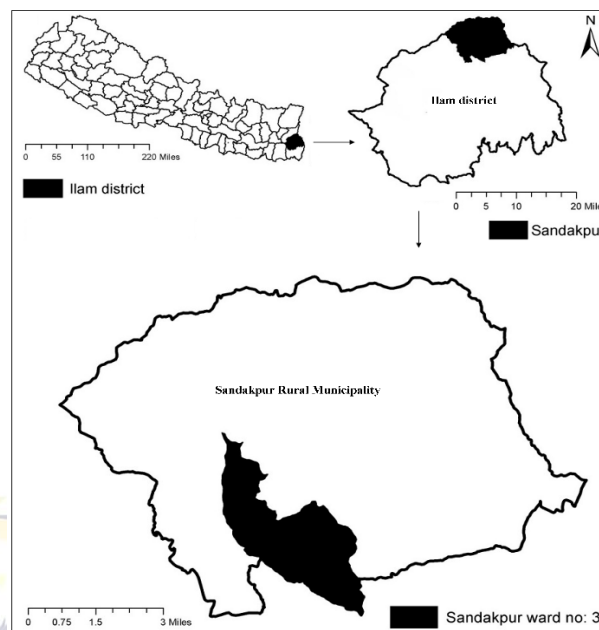 N
Ilam district
0 55 110 220 Miles
Ilam district
0 5 10 20 Mile
Sandakpu
Sandakpur Rural Municipality
0 0.75 1.5 3 Miles
Sandakpur ward no: 3